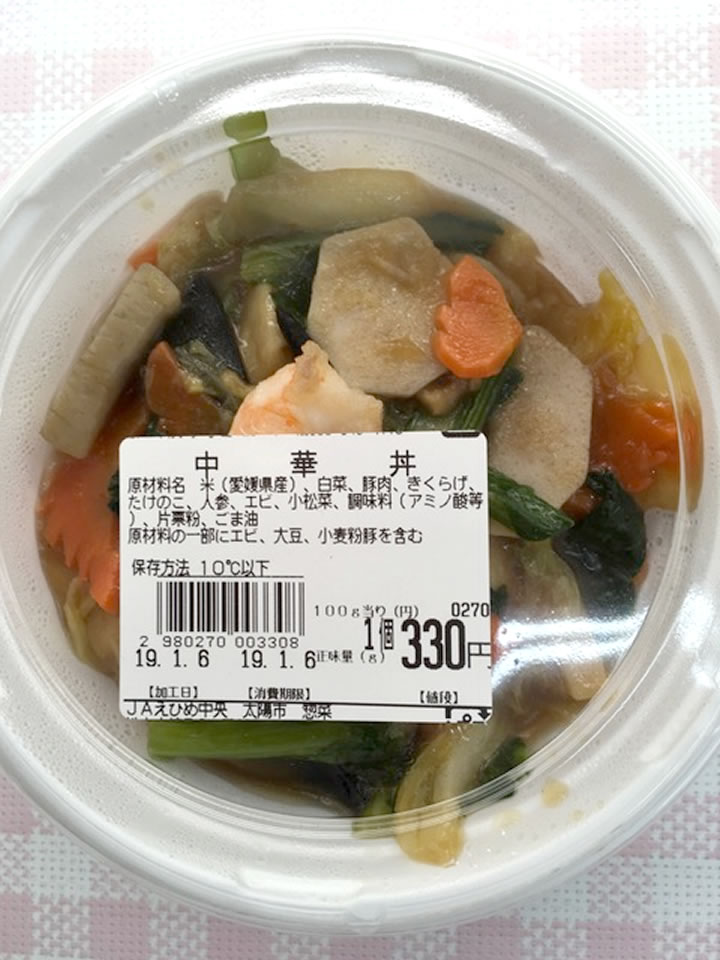 中 華 丼
原材料名 米（愛媛県産）、白菜、豚肉、きくらげ、
たけのこ、人参、エビ、小松菜、調味料（アミノ酸等
）、片栗粉、ごま油
原材料の一部にエビ、大豆、小麦粉豚を含む
保存方法 10℃以下
100g当り（円） 0270
2 980270 003308
1個 330円
19.1.6 19.1.6 正味量（g）
【加工日】 【消費期限】 【値段】
JAえひめ中央 太陽市 惣菜